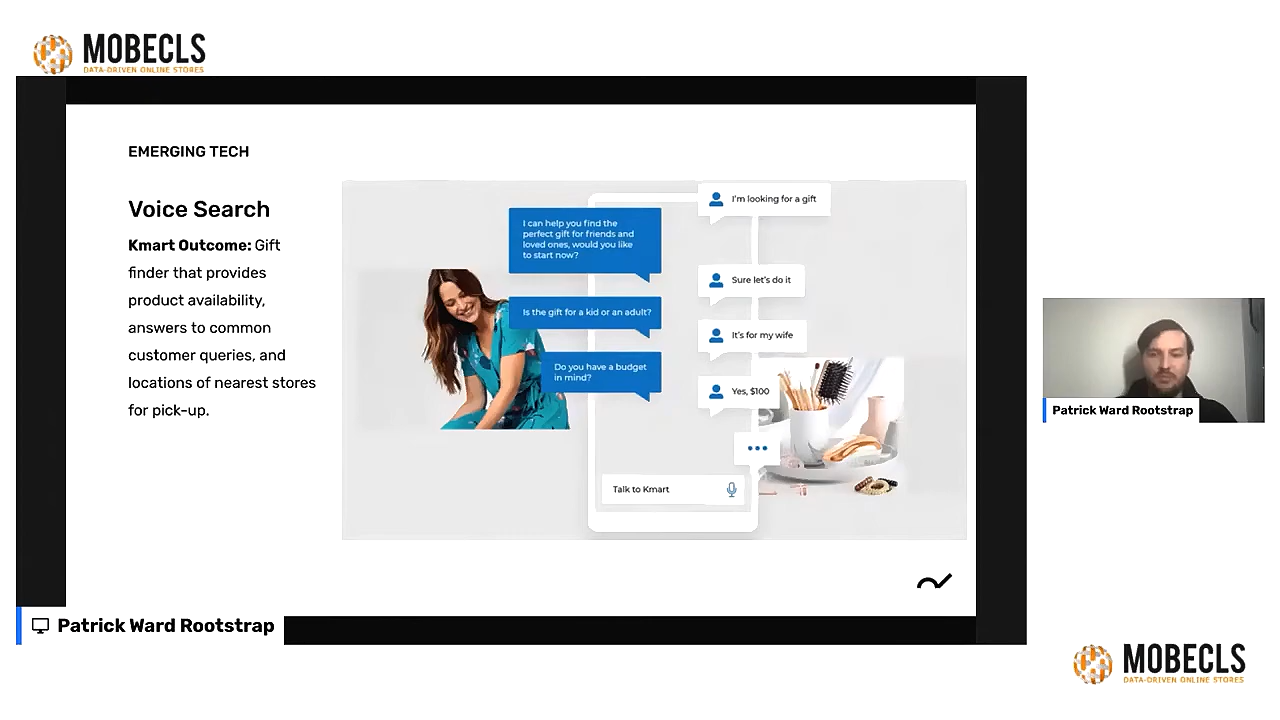 MOBECLS
DATA-DRIVEN ONLINE STORES
EMERGING TECH
Voice Search
Kmart Outcome: Gift
finder that provides
product availability,
answers to common
customer queries, and
locations of nearest stores
for pick-up.
I'm looking for a gift
I can help you find the
perfect gift for friends and
loved ones, would you like
to start now?
Sure let's do it
Is the gift for a kid or an adult?
It's for my wife
Do you have a budget
in mind?
Yes, $100
Talk to Kmart
Patrick Ward Rootstrap
Patrick Ward Rootstrap
MOBECLS
DATA-DRIVEN ONLINE STORES